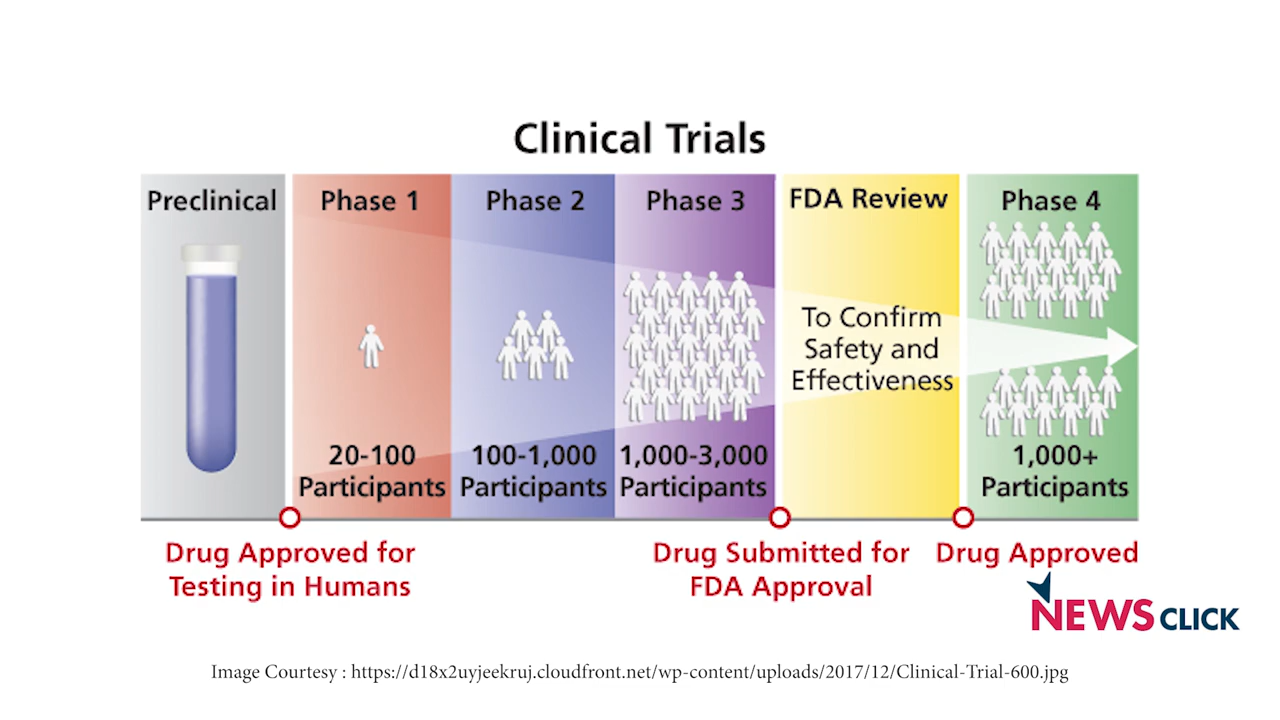 Clinical Trials
Preclinical
Phase 1
Phase 2
Phase 3
FDA Review
Phase 4
To Confirm
Safety and
Effectiveness
20-100
Participants
100-1,000
Participants
1,000-3,000
Participants
1,000+
Participants
Drug Approved for
Testing in Humans
Drug Submitted for
FDA Approval
Drug Approved
NEWSCLICK
Image Courtesy : https://d18x2uyjeekruj.cloudfront.net/wp-content/uploads/2017/12/Clinical-Trial-600.jpg